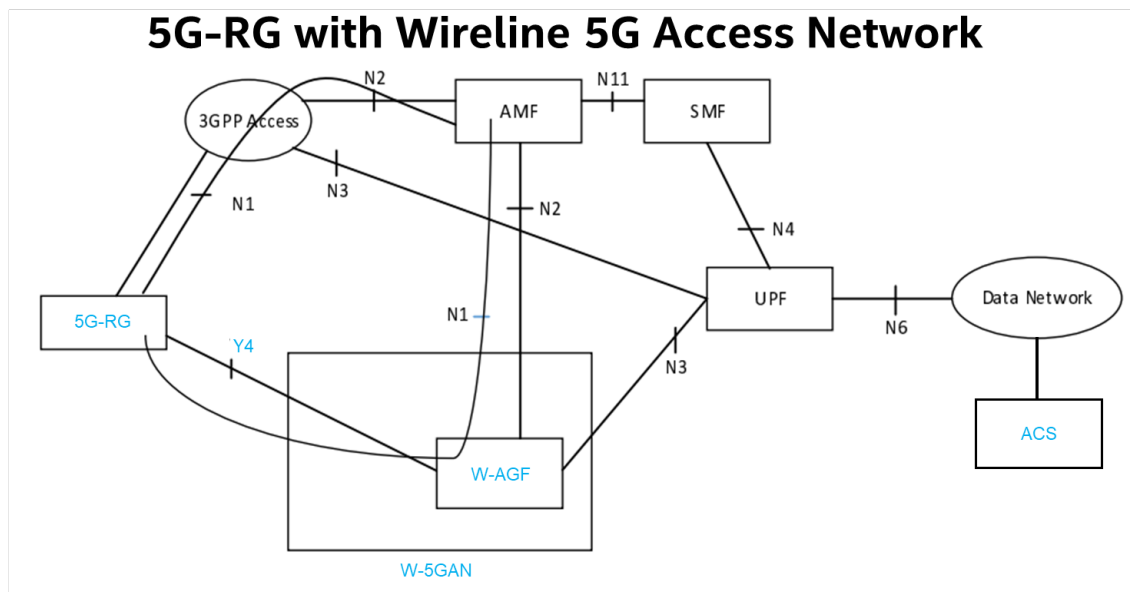 5G-RG with Wireline 5G Access Network
N2
N11
3GPP Access
AMF
SMF
N3
N1
N2
N4
5G-RG
UPF
Data Network
N1
N6
Y4
N3
ACS
W-AGF
W-5GAN